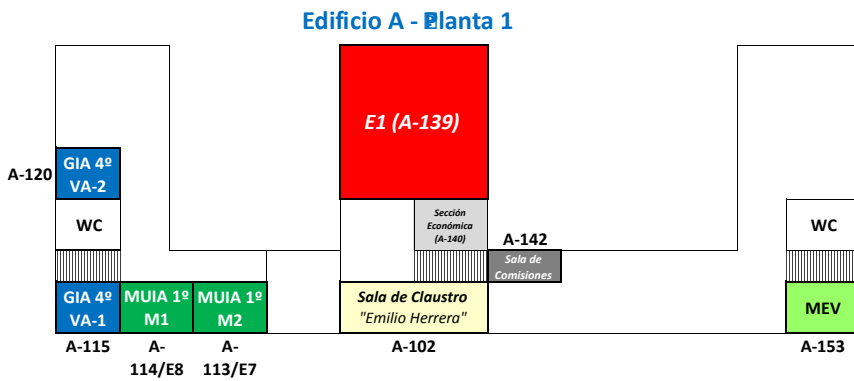 Edificio A - Planta 1
E1 (A-139)
A-120
GIA 4º
VA-2
WC
Sección
Económica
(A-140)
A-142
WC
Sala de
Comisiones
GIA 4º
VA-1
MUIA 1º
M1
MUIA 1º
M2
Sala de Claustro
"Emilio Herrera"
MEV
A-115
A-
114/E8
A-
113/E7
A-102
A-153